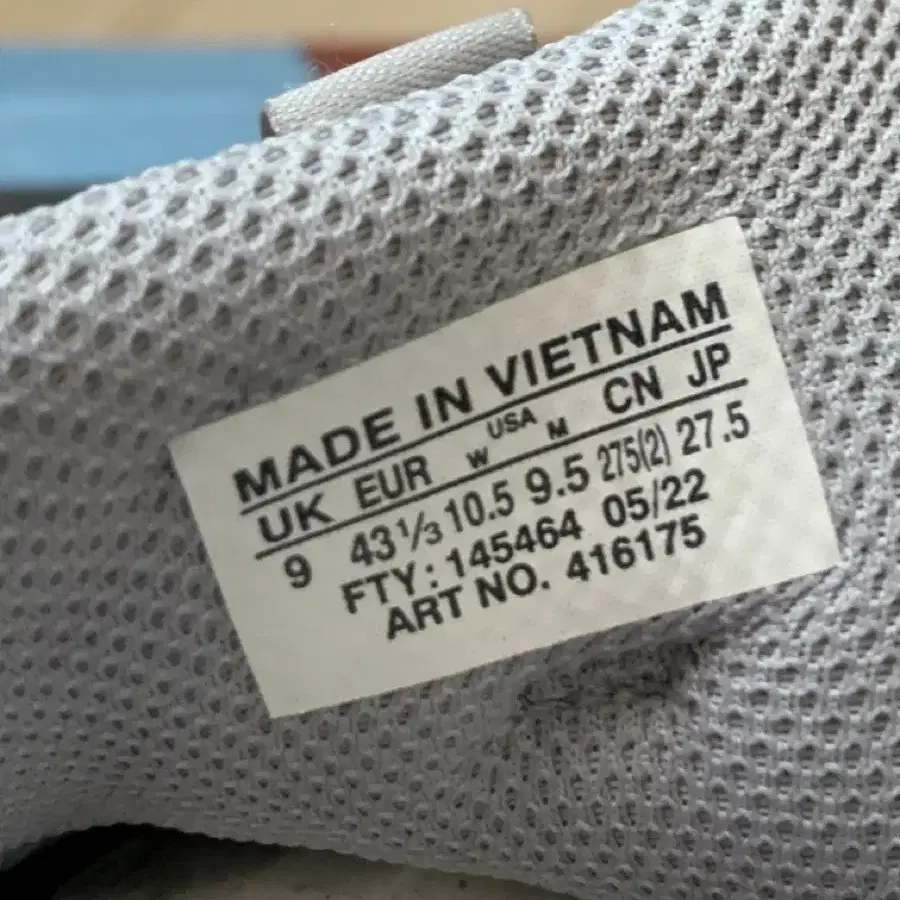 MADE IN VIETNAM
UK EUR USA W M CN JP
9 43⅓ 10.5 9.5 275(2) 27.5
FTY: 145464 05/22
ART NO. 416175